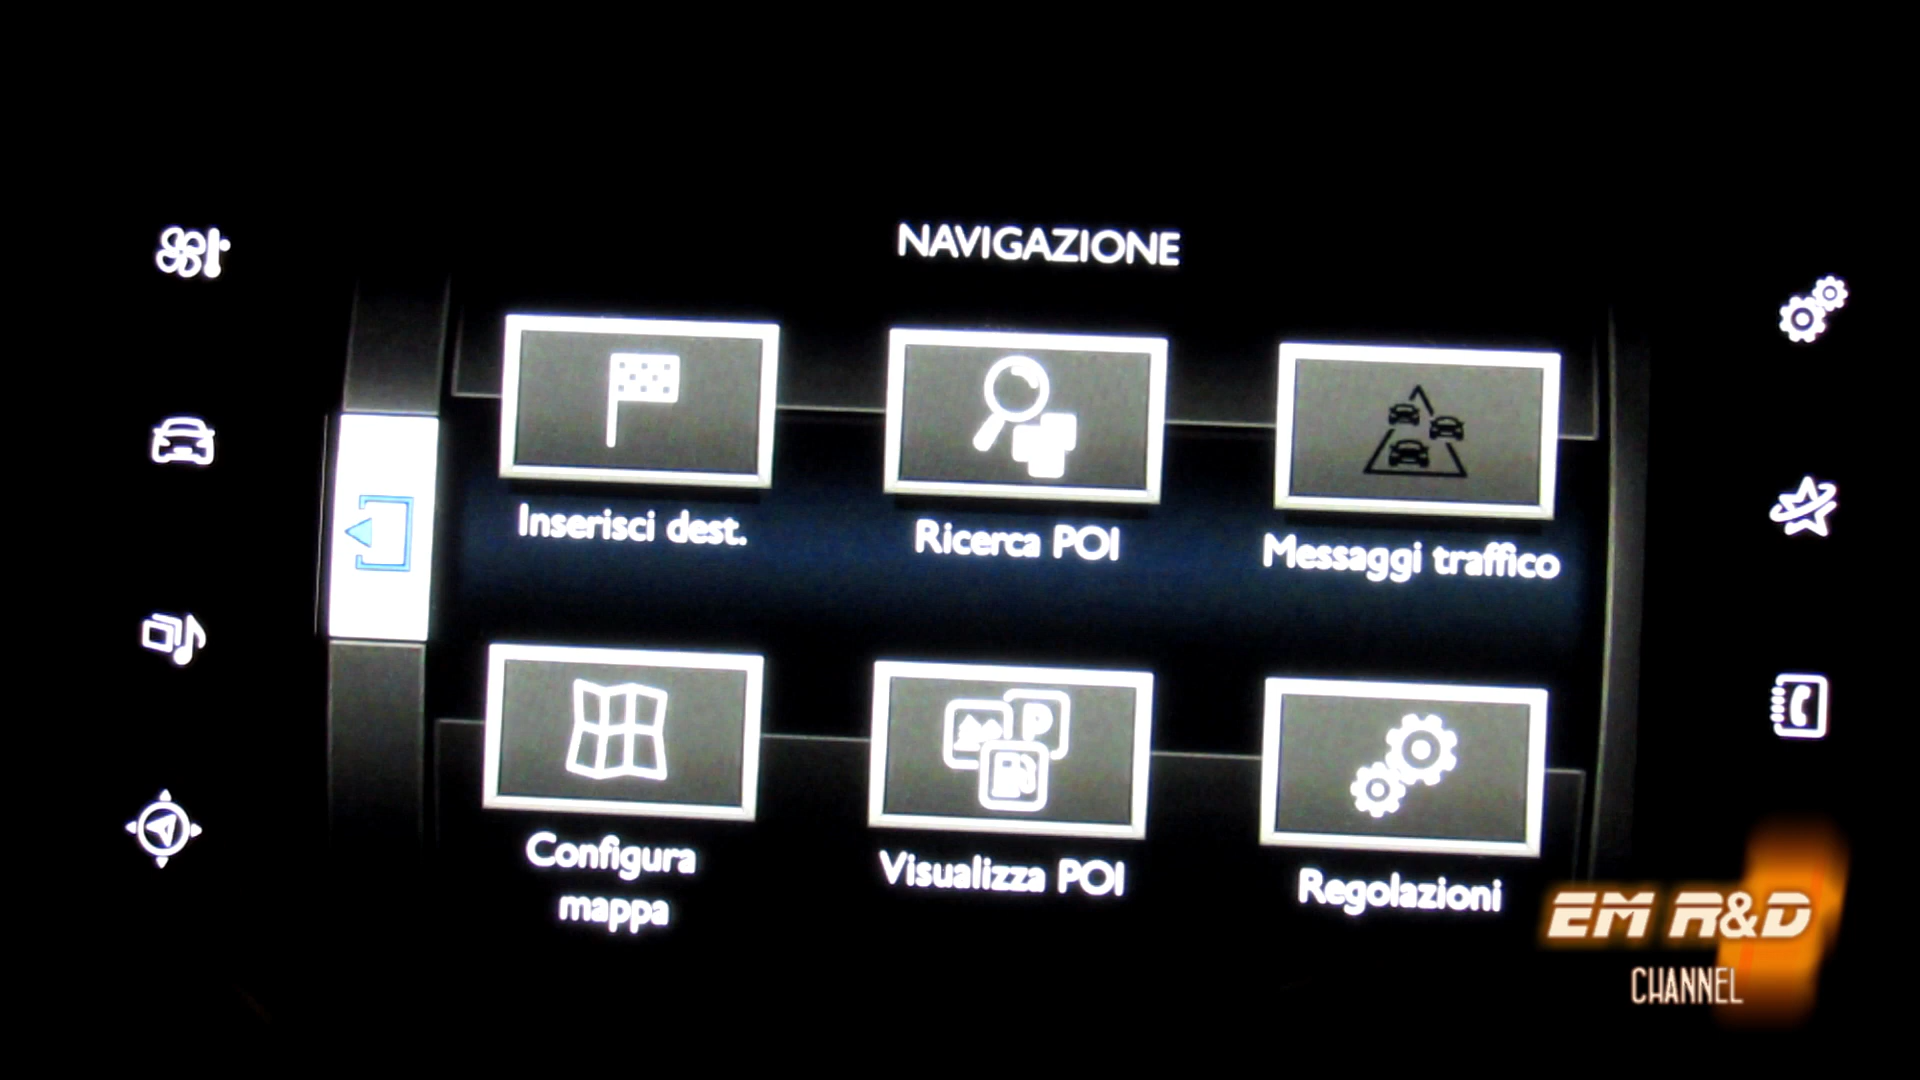 NAVIGAZIONE
Inserisci dest.
Ricerca POI
Messaggi traffico
P
Configura
mappa
Visualizza POI
Regolazioni
EM R&D
CHANNEL